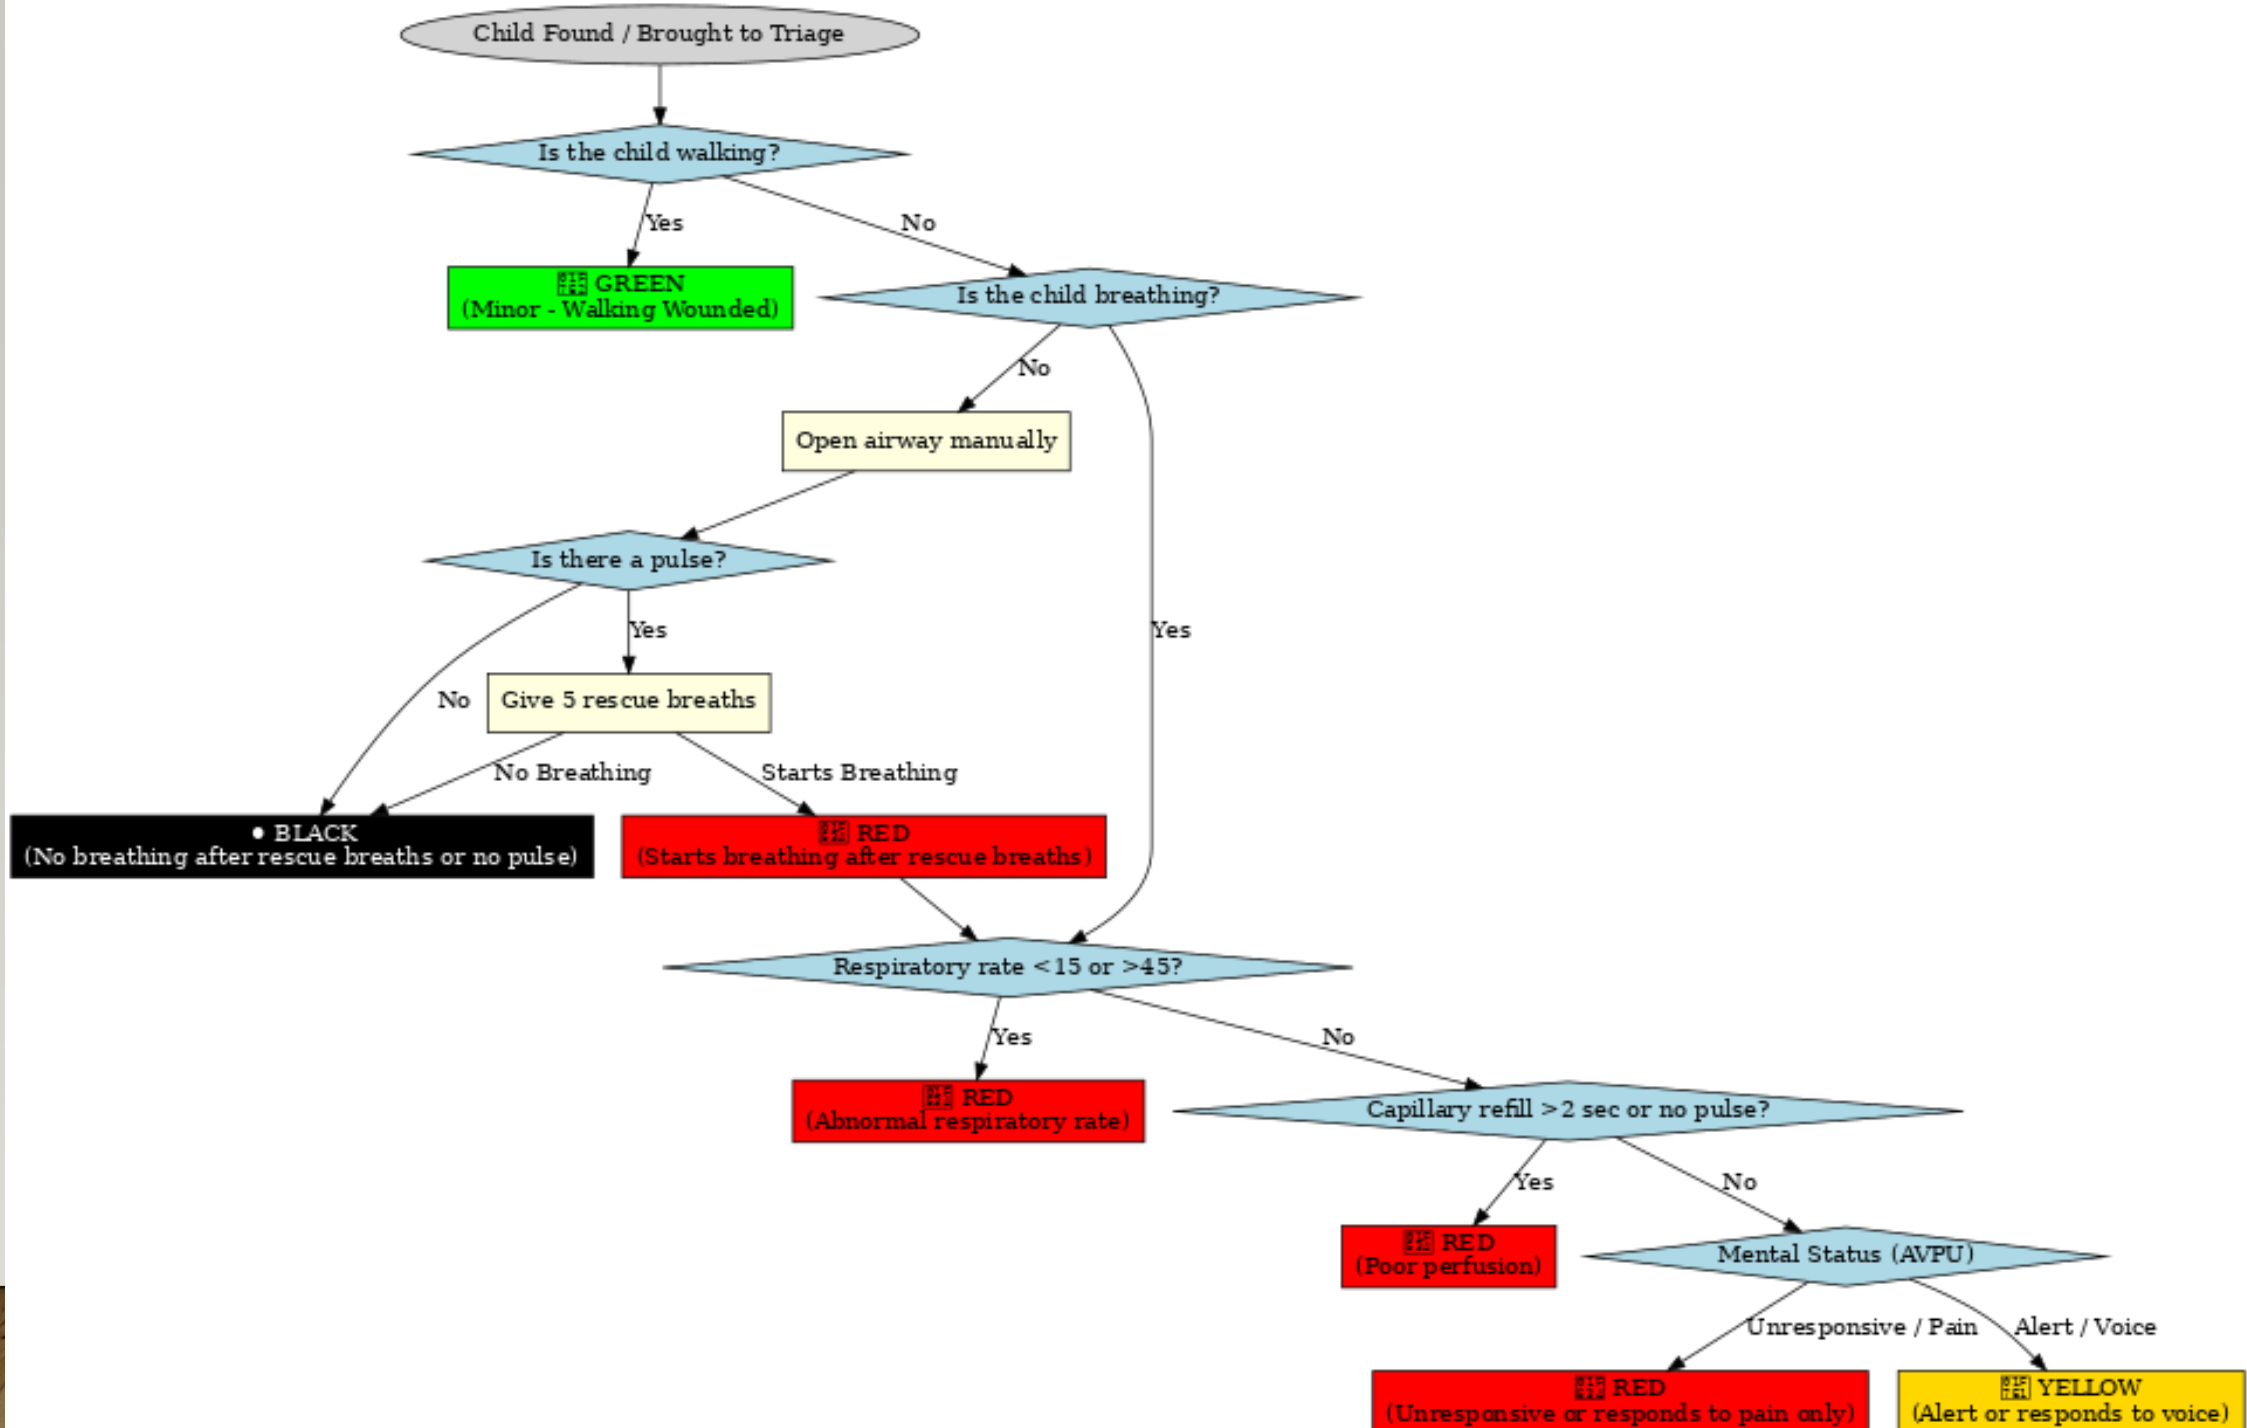 Child Found / Brought to Triage
Is the child walking?
Yes
No
GREEN
(Minor - Walking Wounded)
Is the child breathing?
No
Open airway manually
Is there a pulse?
Yes
Yes
No
Give 5 rescue breaths
No Breathing
Starts Breathing
• BLACK
(No breathing after rescue breaths or no pulse)
RED
(Starts breathing after rescue breaths)
Respiratory rate <15 or >45?
Yes
No
RED
(Abnormal respiratory rate)
Capillary refill >2 sec or no pulse?
Yes
No
RED
(Poor perfusion)
Mental Status (AVPU)
Unresponsive / Pain
Alert / Voice
RED
(Unresponsive or responds to pain only)
YELLOW
(Alert or responds to voice)